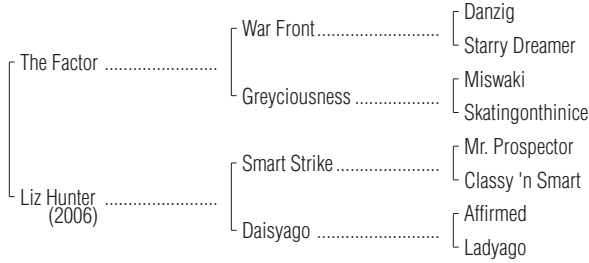 Danzig
War Front
Starry Dreamer
The Factor
Miswaki
Greyciousness
Skatingonthinice
Mr. Prospector
Smart Strike
Classy 'n Smart
Liz Hunter
(2006)
Affirmed
Daisyago
Ladyago